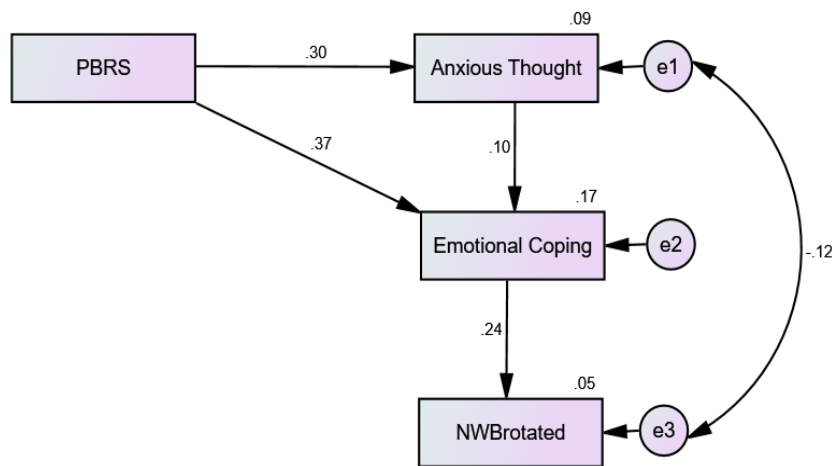 .09
PBRS
.30
Anxious Thought
e1
.37
.10
.17
Emotional Coping
e2
-.12
.24
.05
NWBrotated
e3